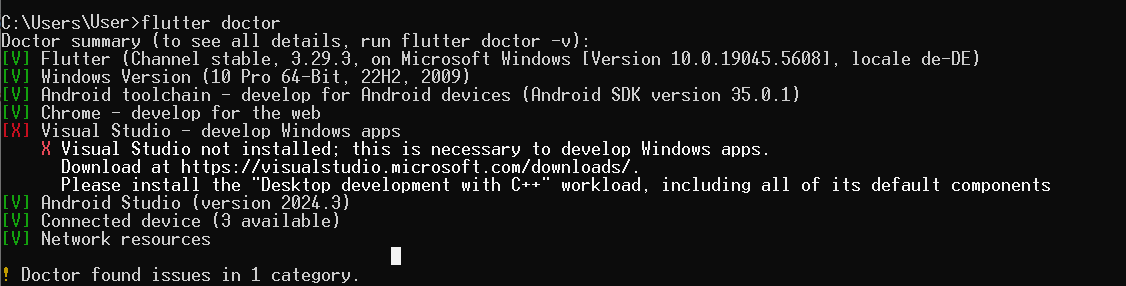 C:\Users\User>flutter doctor
Doctor summary (to see all details, run flutter doctor -v):
[V] Flutter (Channel stable, 3.29.3, on Microsoft Windows [Version 10.0.19045.5608], locale de-DE)
[V] Windows Version (10 Pro 64-Bit, 22H2, 2009)
[V] Android toolchain - develop for Android devices (Android SDK version 35.0.1)
[V] Chrome - develop for the web
[X] Visual Studio - develop Windows apps
    X Visual Studio not installed; this is necessary to develop Windows apps.
      Download at https://visualstudio.microsoft.com/downloads/.
      Please install the "Desktop development with C++" workload, including all of its default components
[V] Android Studio (version 2024.3)
[V] Connected device (3 available)
[V] Network resources
! Doctor found issues in 1 category.